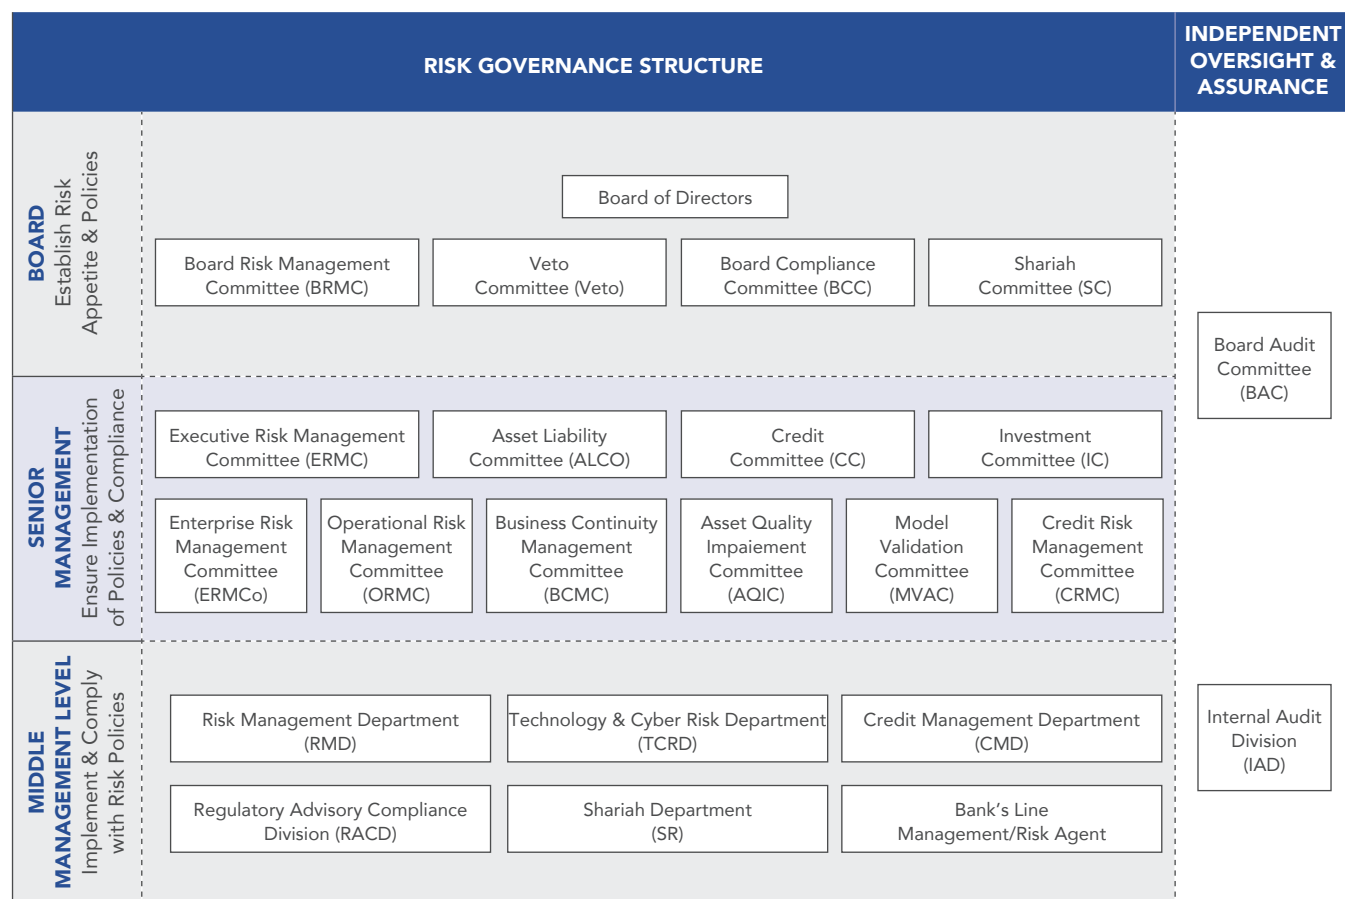 RISK GOVERNANCE STRUCTURE
INDEPENDENT
OVERSIGHT &
ASSURANCE
BOARD
Establish Risk
Appetite & Policies
Board of Directors
Board Risk Management
Committee (BRMC)
Veto
Committee (Veto)
Board Compliance
Committee (BCC)
Shariah
Committee (SC)
Board Audit
Committee
(BAC)
SENIOR
MANAGEMENT
Ensure Implementation
of Policies & Compliance
Executive Risk Management
Committee (ERMC)
Asset Liability
Committee (ALCO)
Credit
Committee (CC)
Investment
Committee (IC)
Enterprise Risk
Management
Committee
(ERMCo)
Operational Risk
Management
Committee
(ORMC)
Business Continuity
Management
Committee
(BCMC)
Asset Quality
Impaiement
Committee
(AQIC)
Model
Validation
Committee
(MVAC)
Credit Risk
Management
Committee
(CRMC)
MIDDLE
MANAGEMENT LEVEL
Implement & Comply
with Risk Policies
Risk Management Department
(RMD)
Technology & Cyber Risk Department
(TCRD)
Credit Management Department
(CMD)
Regulatory Advisory Compliance
Division (RACD)
Shariah Department
(SR)
Bank's Line
Management/Risk Agent
Internal Audit
Division
(IAD)